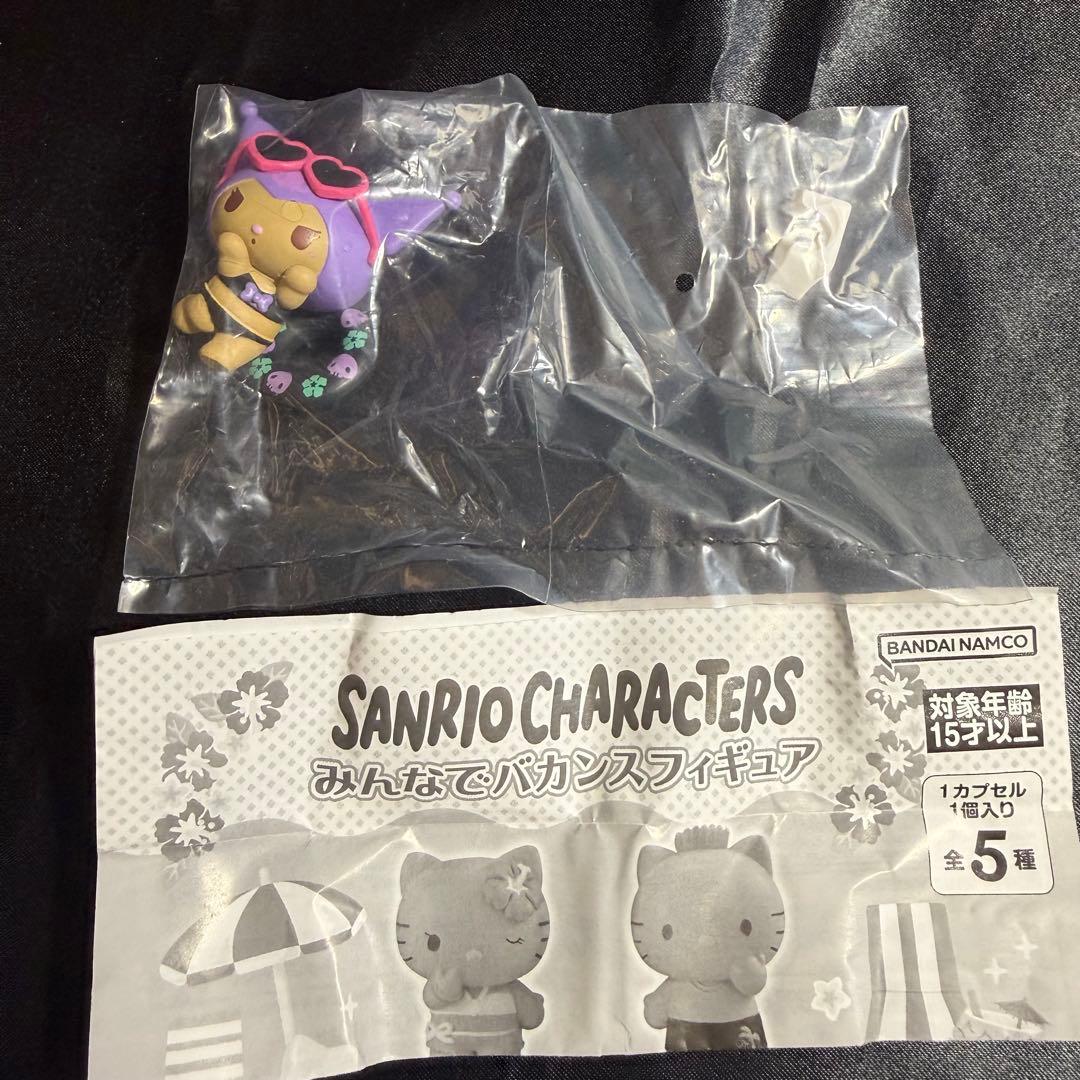 BANDAI NAMCO
SANRIO CHARACTERS
みんなでバカンスフィギュア
対象年齢
15才以上
1カプセル
1個入り
全5種